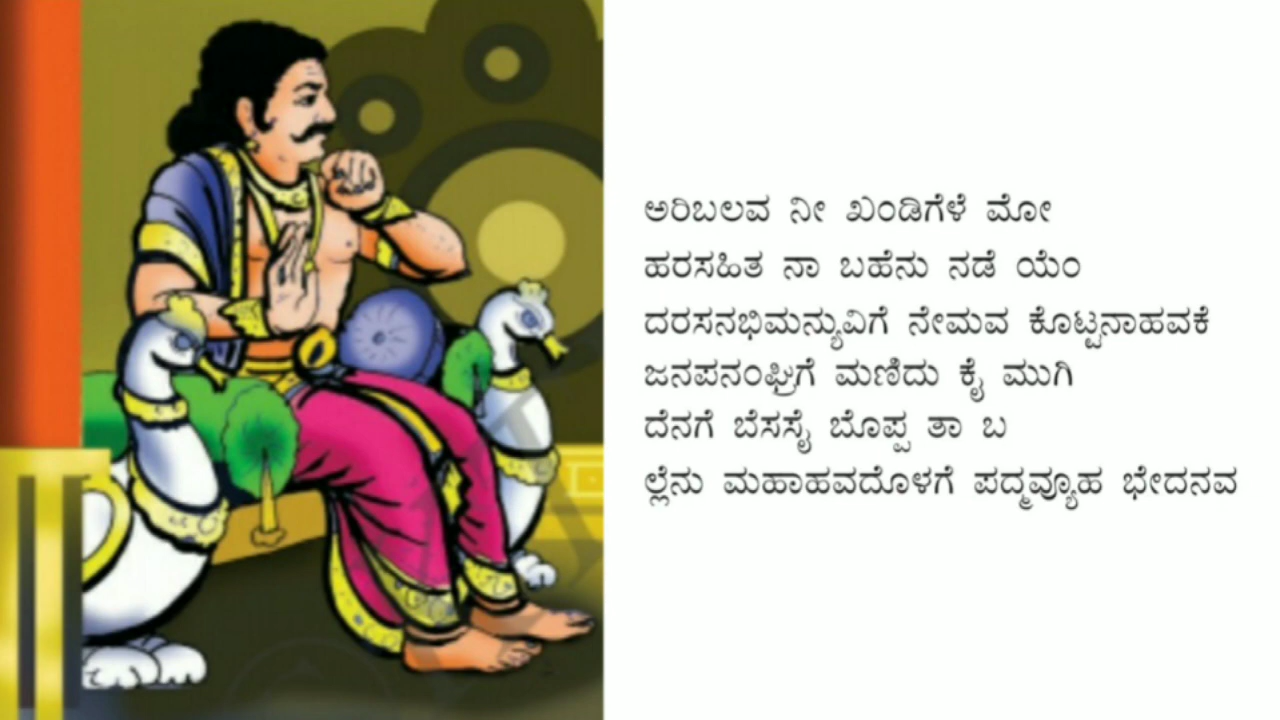 ಅರಿಬಲವ ನೀ ಖಂಡಿಗೆಳೆ ಮೋ
ಹರಸಹಿತ ನಾ ಬಹೆನು ನಡೆ ಯೆಂ
ದರಸನಭಿಮನ್ಯುವಿಗೆ ನೇಮವ ಕೊಟ್ಟನಾಹವಕೆ
ಜನಪನಂಘ್ರಿಗೆ ಮಣಿದು ಕೈ ಮುಗಿ
ದೆನಗೆ ಬೆಸಸೈ ಬೊಪ್ಪ ತಾ ಬ
ಲ್ಲೆನು ಮಹಾಹವದೊಳಗೆ ಪದ್ಮವ್ಯೂಹ ಭೇದನವ